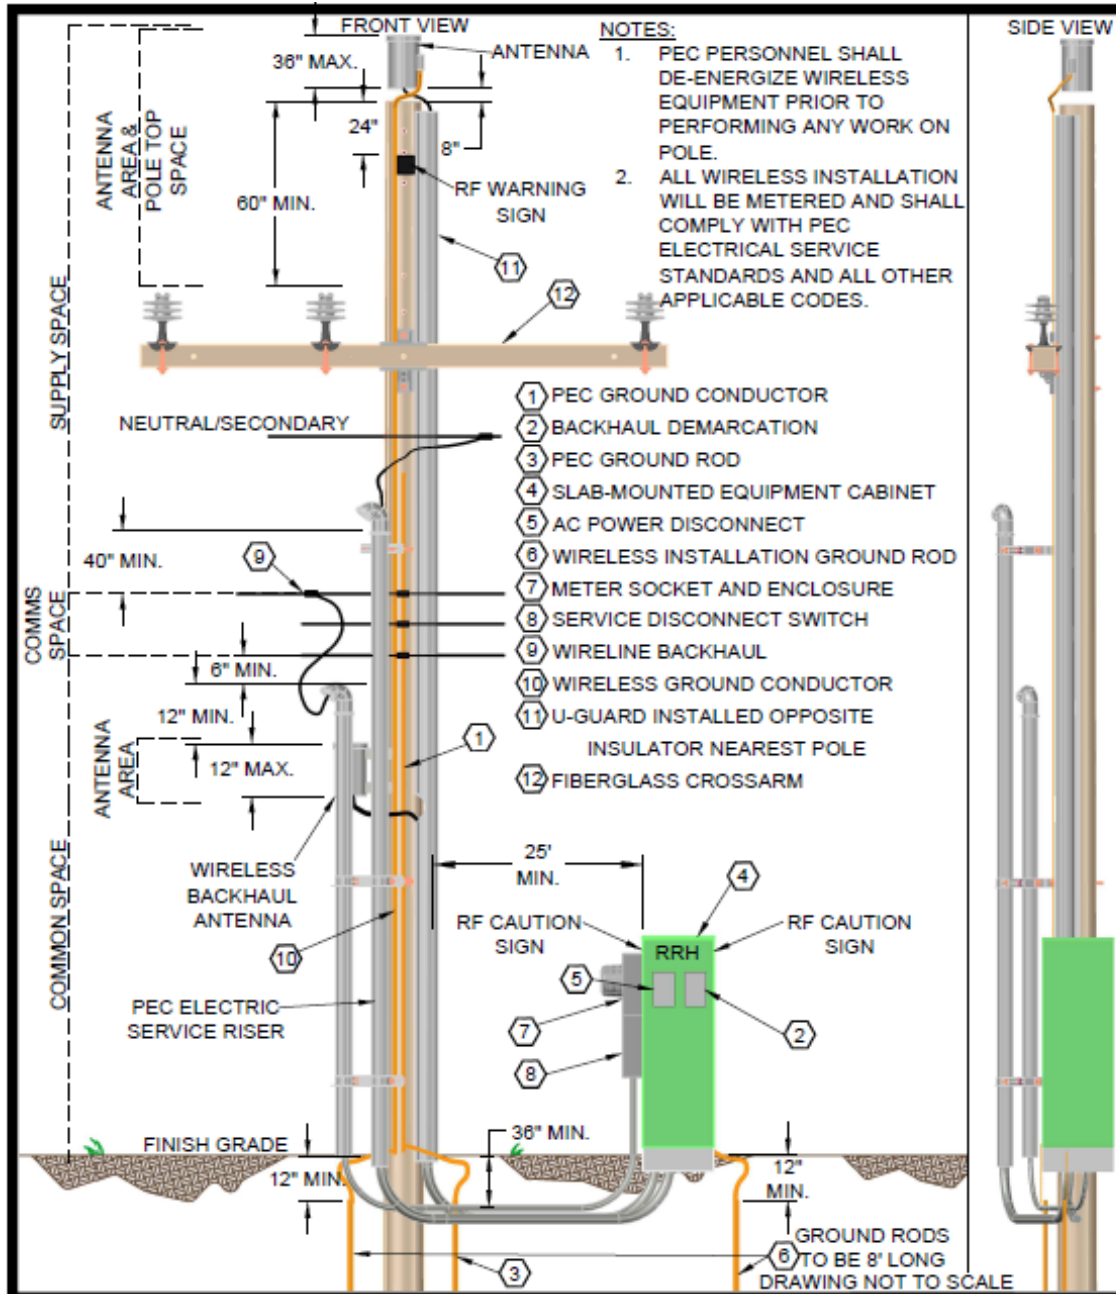 FRONT VIEW
SIDE VIEW
ANTENNA
36" MAX.
24"
8"
60" MIN.
RF WARNING
SIGN
ANTENNA
AREA &
POLE TOP
SPACE
SUPPLY SPACE
NOTES:
1. PEC PERSONNEL SHALL
DE-ENERGIZE WIRELESS
EQUIPMENT PRIOR TO
PERFORMING ANY WORK ON
POLE.
2. ALL WIRELESS INSTALLATION
WILL BE METERED AND SHALL
COMPLY WITH PEC
ELECTRICAL SERVICE
STANDARDS AND ALL OTHER
APPLICABLE CODES.
11
12
NEUTRAL/SECONDARY
1 PEC GROUND CONDUCTOR
2 BACKHAUL DEMARCATION
3 PEC GROUND ROD
4 SLAB-MOUNTED EQUIPMENT CABINET
5 AC POWER DISCONNECT
6 WIRELESS INSTALLATION GROUND ROD
7 METER SOCKET AND ENCLOSURE
8 SERVICE DISCONNECT SWITCH
9 WIRELINE BACKHAUL
10 WIRELESS GROUND CONDUCTOR
11 U-GUARD INSTALLED OPPOSITE
INSULATOR NEAREST POLE
12 FIBERGLASS CROSSARM
40" MIN.
9
COMMS
SPACE
6" MIN.
12" MIN.
12" MAX.
ANTENNA
AREA
1
WIRELESS
BACKHAUL
ANTENNA
10
COMMON SPACE
PEC ELECTRIC
SERVICE RISER
25'
MIN.
4
RF CAUTION
SIGN
RRH
RF CAUTION
SIGN
5
7
2
8
FINISH GRADE
36" MIN.
12" MIN.
12"
MIN.
3
6
GROUND RODS
TO BE 8' LONG
DRAWING NOT TO SCALE